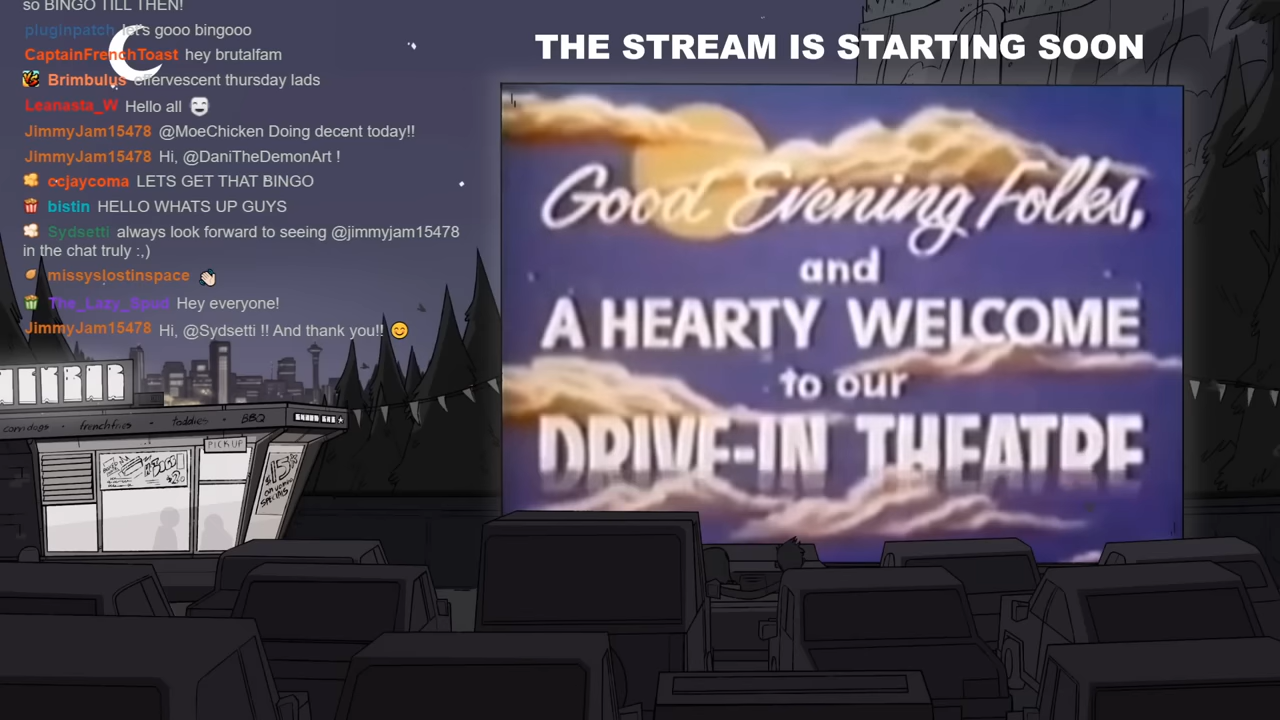 so BINGO TILL THEN!
pluginpatch let's gooo bingooo
CaptainFrenchToast hey brutalfam
Brimbulus effervescent thursday lads
Leanasta_W Hello all
JimmyJam15478 @MoeChicken Doing decent today!!
JimmyJam15478 Hi, @DaniTheDemonArt !
ccjaycoma LETS GET THAT BINGO
bistin HELLO WHATS UP GUYS
Sydsetti always look forward to seeing @jimmyjam15478
in the chat truly :,)
missyslostinspace
The_Lazy_Spud Hey everyone!
JimmyJam15478 Hi, @Sydsetti !! And thank you!! 😊
THE STREAM IS STARTING SOON
Good Evening Folks,
and
A HEARTY WELCOME
to our
DRIVE-IN THEATRE
corn dogs · frenchfries · toddies · BBQ
PICKUP